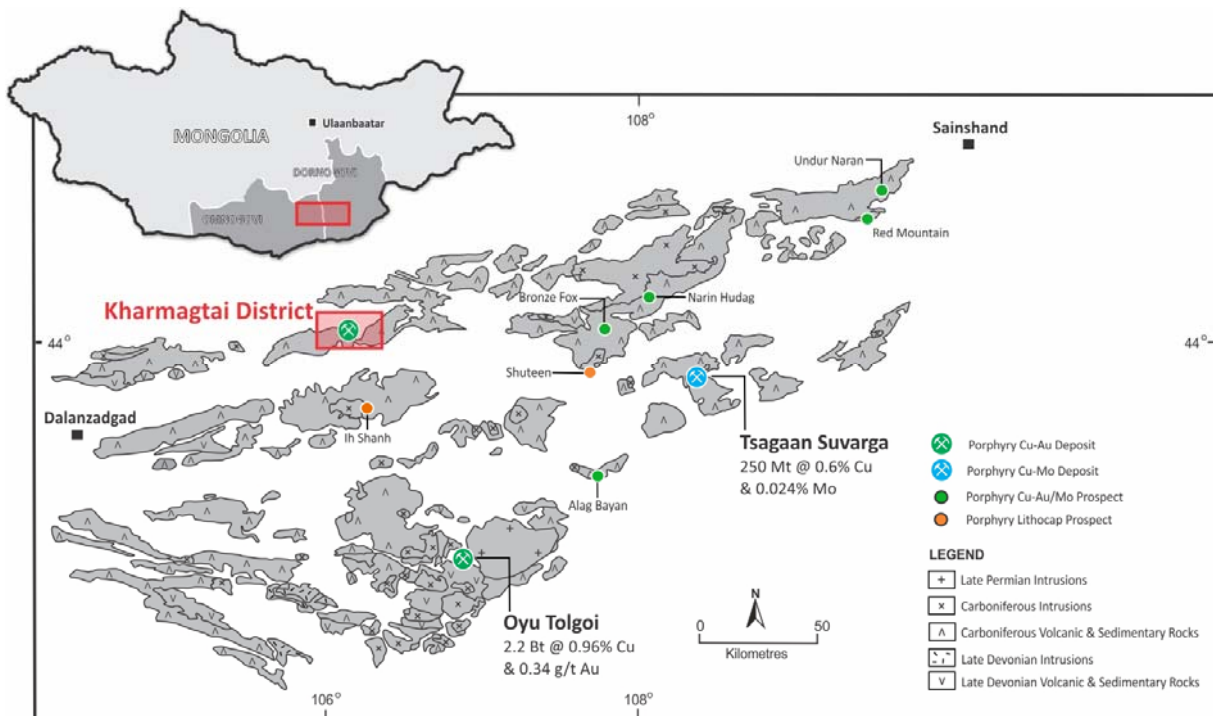 MONGOLIA
Ulaanbaatar
DORNOGOVI
OMNOGOVI
108°
Sainshand
Undur Naran
Red Mountain
Kharmagtai District
Bronze Fox
Narin Hudag
44°
44°
Shuteen
Dalanzadgad
Ih Shanh
Tsagaan Suvarga
250 Mt @ 0.6% Cu
& 0.024% Mo
Alag Bayan
Oyu Tolgoi
2.2 Bt @ 0.96% Cu
& 0.34 g/t Au
N
0 50
Kilometres
Porphyry Cu-Au Deposit
Porphyry Cu-Mo Deposit
Porphyry Cu-Au/Mo Prospect
Porphyry Lithocap Prospect
LEGEND
Late Permian Intrusions
Carboniferous Intrusions
Carboniferous Volcanic & Sedimentary Rocks
Late Devonian Intrusions
Late Devonian Volcanic & Sedimentary Rocks
106°
108°